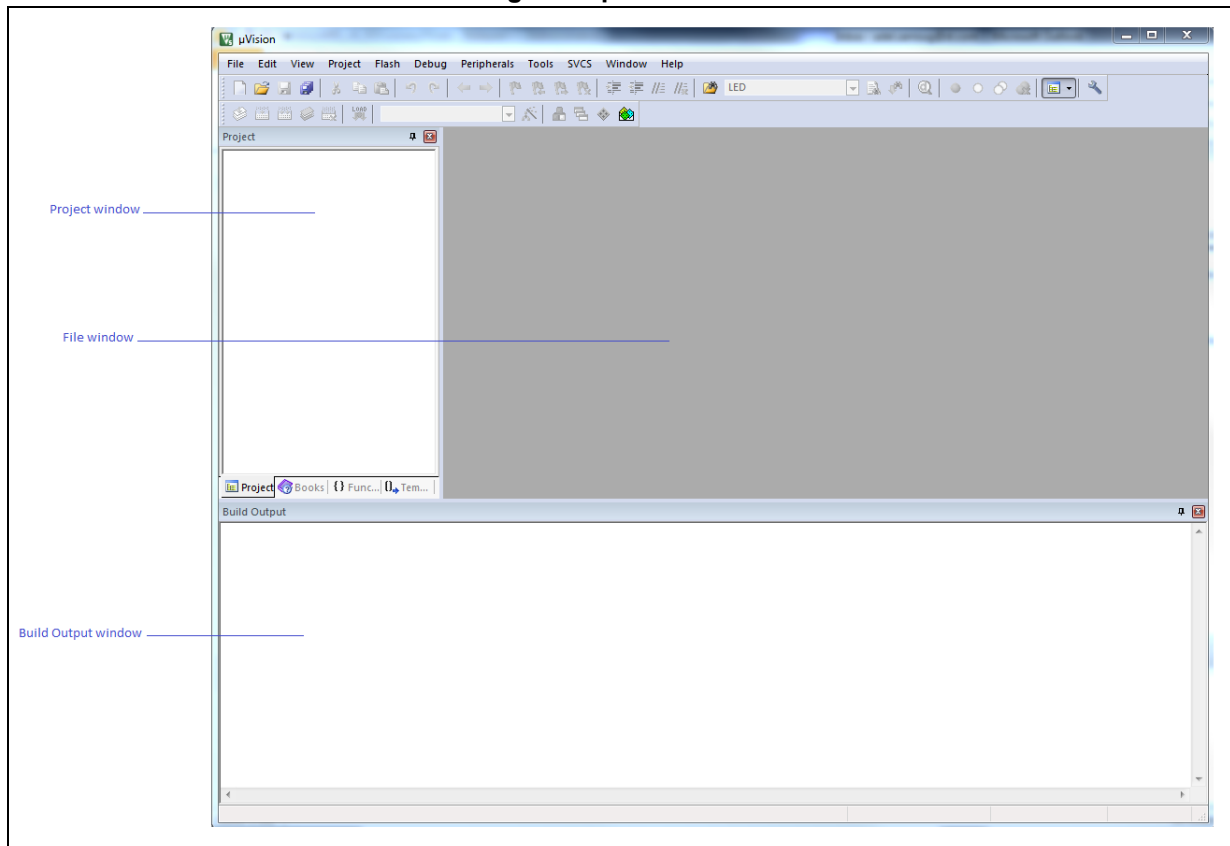 µVision
File Edit View Project Flash Debug Peripherals Tools SVCS Window Help
LED
LOAD
Project
Project window
File window
Project Books {} Func... Tem...
Build Output
Build Output window